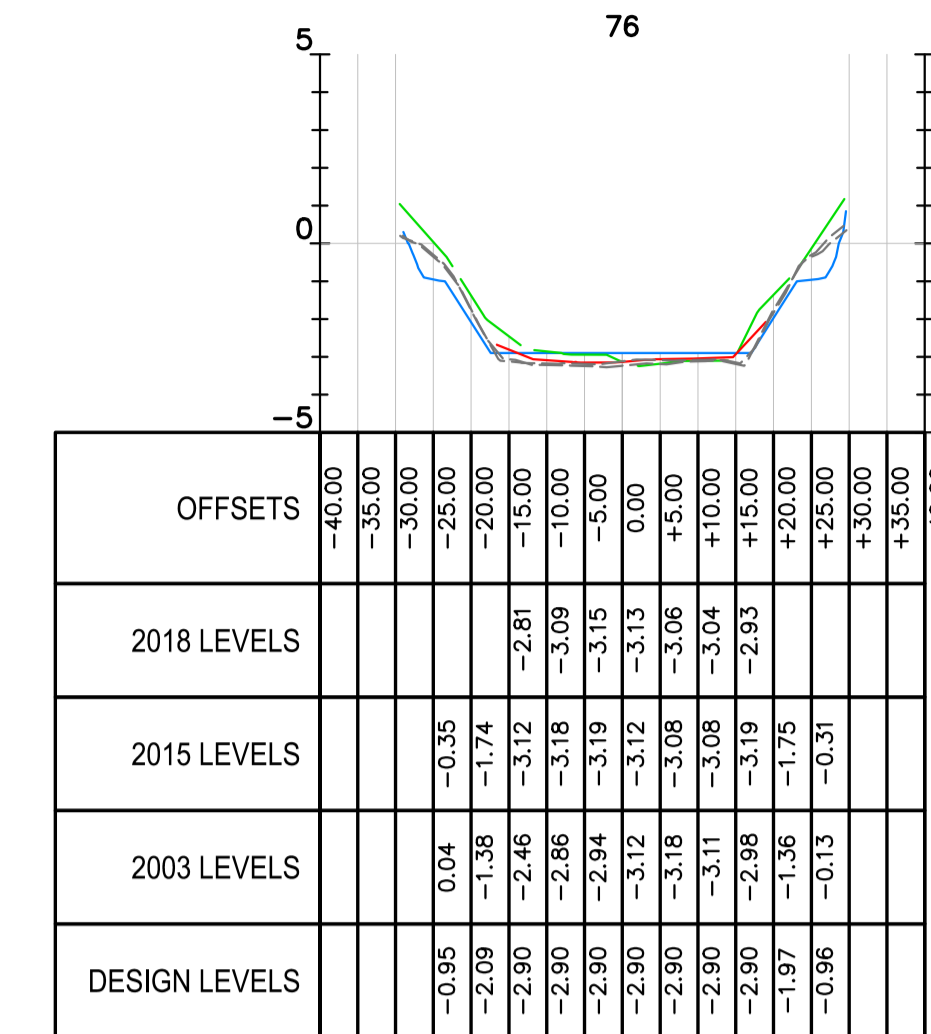 76
5
0
−5
OFFSETS −40.00 −35.00 −30.00 −25.00 −20.00 −15.00 −10.00 −5.00 0.00 +5.00 +10.00 +15.00 +20.00 +25.00 +30.00 +35.00
2018 LEVELS −2.81 −3.09 −3.15 −3.13 −3.06 −3.04 −2.93
2015 LEVELS −0.35 −1.74 −3.12 −3.18 −3.19 −3.12 −3.08 −3.08 −3.19 −1.75 −0.31
2003 LEVELS 0.04 −1.38 −2.46 −2.86 −2.94 −3.12 −3.18 −3.11 −2.98 −1.36 −0.13
DESIGN LEVELS −0.95 −2.09 −2.90 −2.90 −2.90 −2.90 −2.90 −2.90 −2.90 −1.97 −0.96